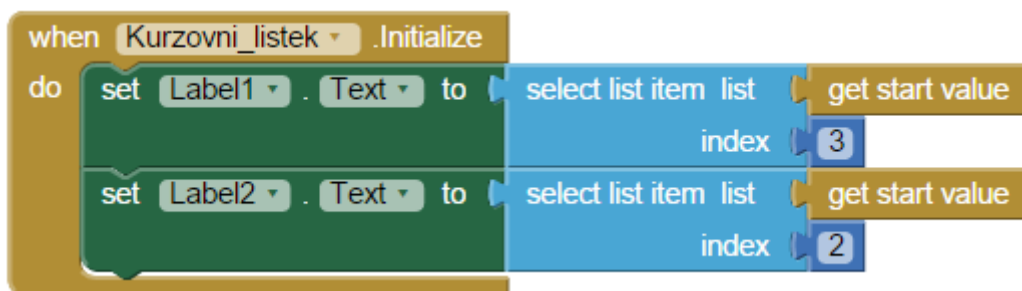 when Kurzovni_listek .Initialize
do set Label1 . Text to select list item list get start value
index 3
set Label2 . Text to select list item list get start value
index 2